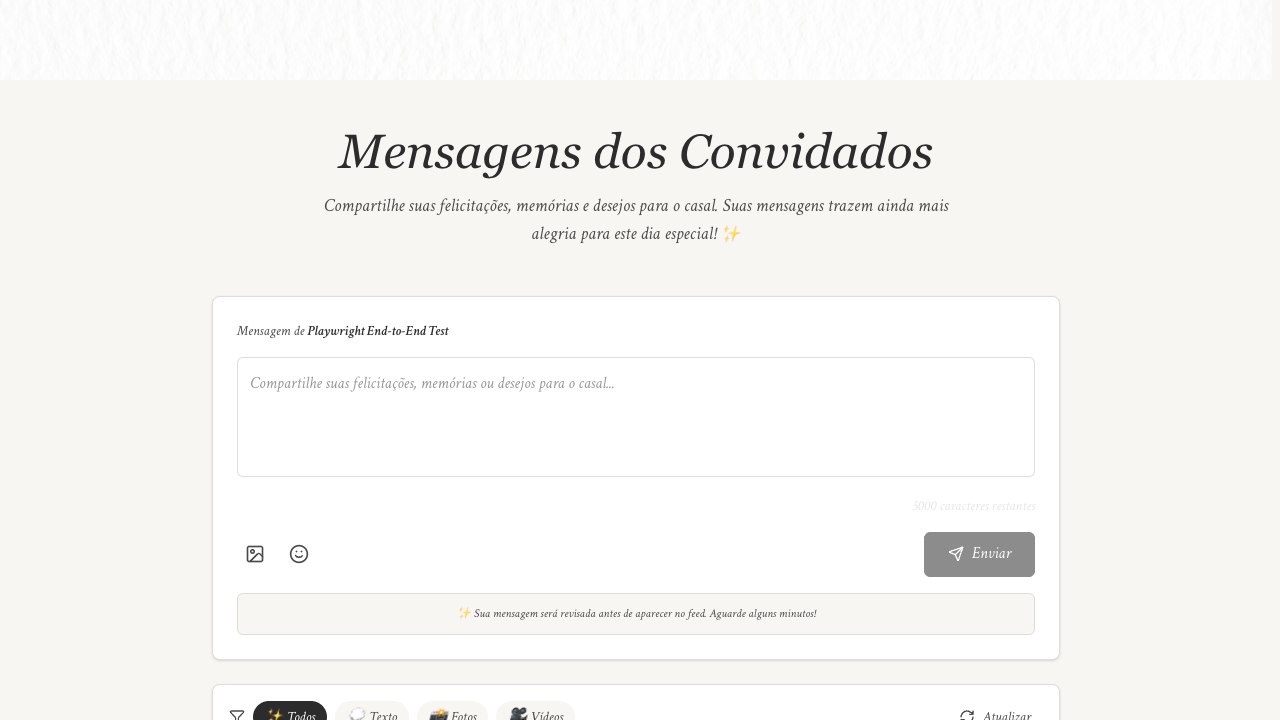 Mensagens dos Convidados
Compartilhe suas felicitações, memórias e desejos para o casal. Suas mensagens trazem ainda mais
alegria para este dia especial! ✨
Mensagem de Playwright End-to-End Test
Compartilhe suas felicitações, memórias ou desejos para o casal...
5000 caracteres restantes
Enviar
✨ Sua mensagem será revisada antes de aparecer no feed. Aguarde alguns minutos!
✨ Todos 💭 Texto 📸 Fotos 🎥 Vídeos Atualizar